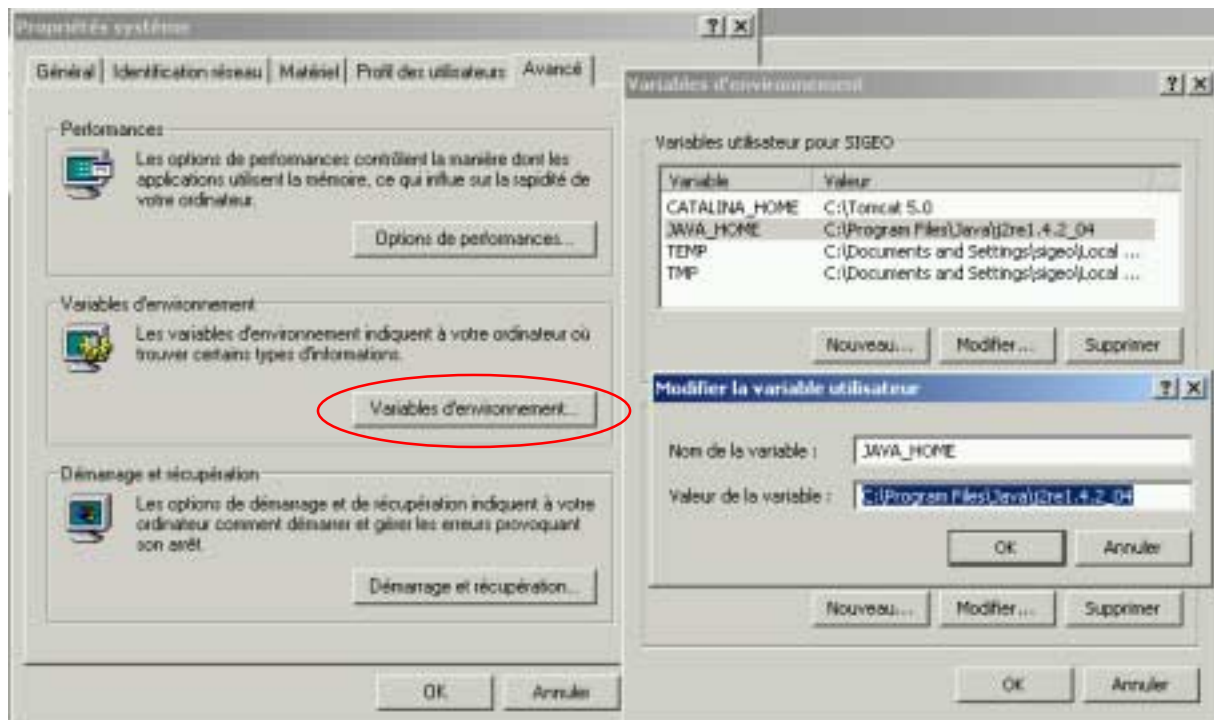 Propriétés système
Général
Identification réseau
Matériel
Profil des utilisateurs
Avancé
Performances
Les options de performances contrôlent la manière dont les
applications utilisent la mémoire, ce qui influe sur la rapidité de
votre ordinateur.
Options de performances...
Variables d'environnement
Les variables d'environnement indiquent à votre ordinateur où
trouver certains types d'informations.
Variables d'environnement...
Démarrage et récupération
Les options de démarrage et de récupération indiquent à votre
ordinateur comment démarrer et gérer les erreurs provoquant
son arrêt.
Démarrage et récupération...
OK
Annuler
Variables d'environnement
Variables utilisateur pour SIGEO
Variable Valeur
CATALINA_HOME C:\Tomcat 5.0
JAVA_HOME C:\Program Files\Java\j2re1.4.2_04
TEMP C:\Documents and Settings\sigeo\Local ...
TMP C:\Documents and Settings\sigeo\Local ...
Nouveau... Modifier... Supprimer
Modifier la variable utilisateur
Nom de la variable : JAVA_HOME
Valeur de la variable : C:\Program Files\Java\j2re1.4.2_04
OK Annuler
Nouveau... Modifier... Supprimer
OK Annuler